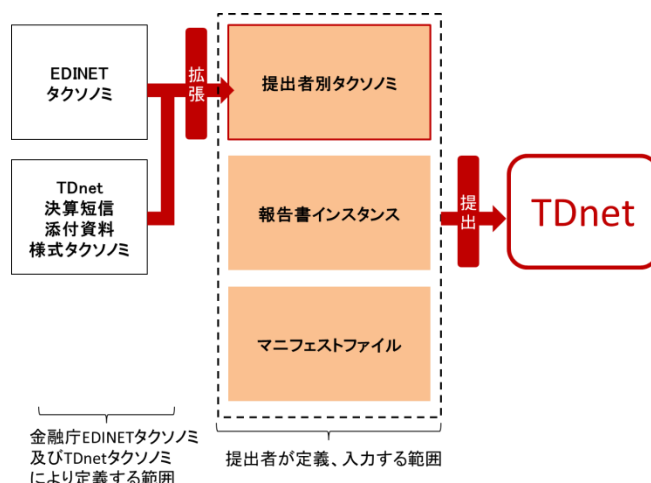 EDINET
タクソノミ
TDnet
決算短信
添付資料
様式タクソノミ
拡張
提出者別タクソノミ
報告書インスタンス
マニフェストファイル
提出
TDnet
金融庁EDINETタクソノミ
及びTDnetタクソノミ
により定義する範囲
提出者が定義、入力する範囲